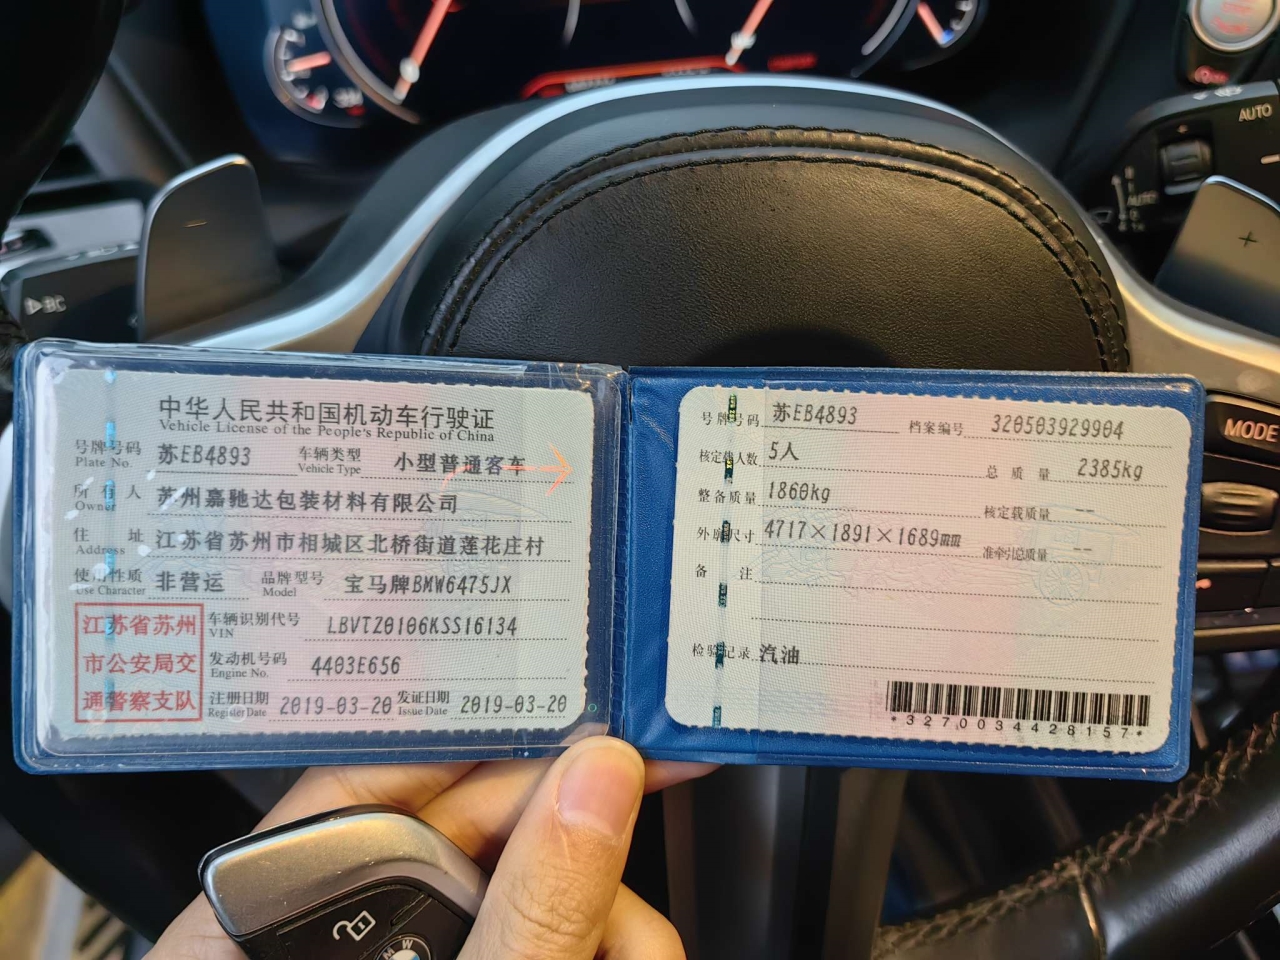 AUTO
AUTO
−
+
BC
MODE
中华人民共和国机动车行驶证
Vehicle License of the People's Republic of China
号牌号码 苏EB4893 车辆类型 小型普通客车
Plate No. Vehicle Type
所有人 苏州嘉驰达包装材料有限公司
Owner
住址 江苏省苏州市相城区北桥街道莲花庄村
Address
使用性质 非营运 品牌型号 宝马牌BMW6475JX
Use Character Model
江苏省苏州
市公安局交
通警察支队
车辆识别代号 LBVTZ0106KSS16134
VIN
发动机号码 4403E656
Engine No.
注册日期 2019-03-20 发证日期 2019-03-20
Register Date Issue Date
号牌号码 苏EB4893 档案编号 320503929904
核定载人数 5人 总质量 2385kg
整备质量 1860kg 核定载质量 --
外廓尺寸 4717×1891×1689mm 准牵引总质量 --
备注
检验记录 汽油
*3270034428157*